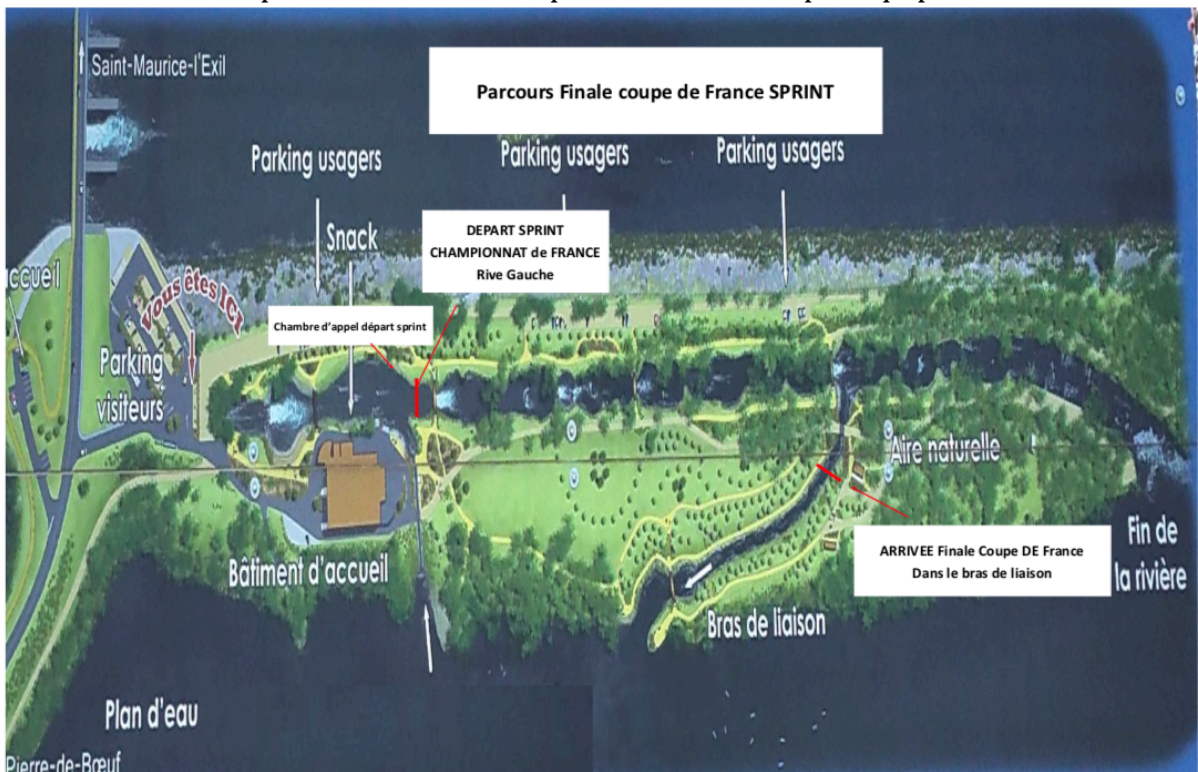 Saint-Maurice-l'Exil
Parcours Finale coupe de France SPRINT
Parking usagers
Parking usagers
Parking usagers
Snack
DEPART SPRINT
CHAMPIONNAT de FRANCE
Rive Gauche
ccueil
Vous êtes ICI
Chambre d'appel départ sprint
Parking
visiteurs
Aire naturelle
ARRIVEE Finale Coupe DE France
Dans le bras de liaison
Fin de
la rivière
Bâtiment d'accueil
Bras de liaison
Plan d'eau
Pierre-de-Bœuf